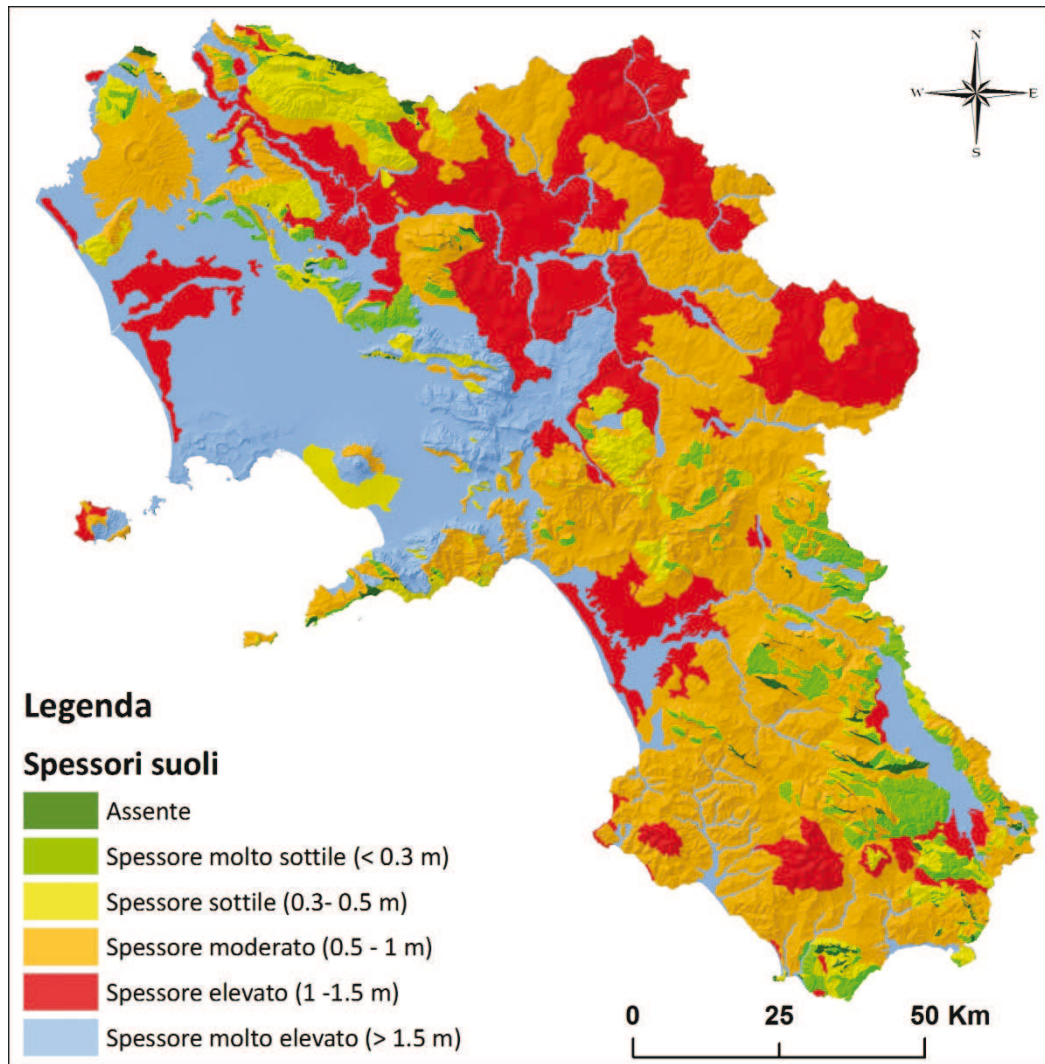 N
W E
S
Legenda
Spessori suoli
Assente
Spessore molto sottile (< 0.3 m)
Spessore sottile (0.3- 0.5 m)
Spessore moderato (0.5 - 1 m)
Spessore elevato (1 -1.5 m)
Spessore molto elevato (> 1.5 m)
0 25 50 Km